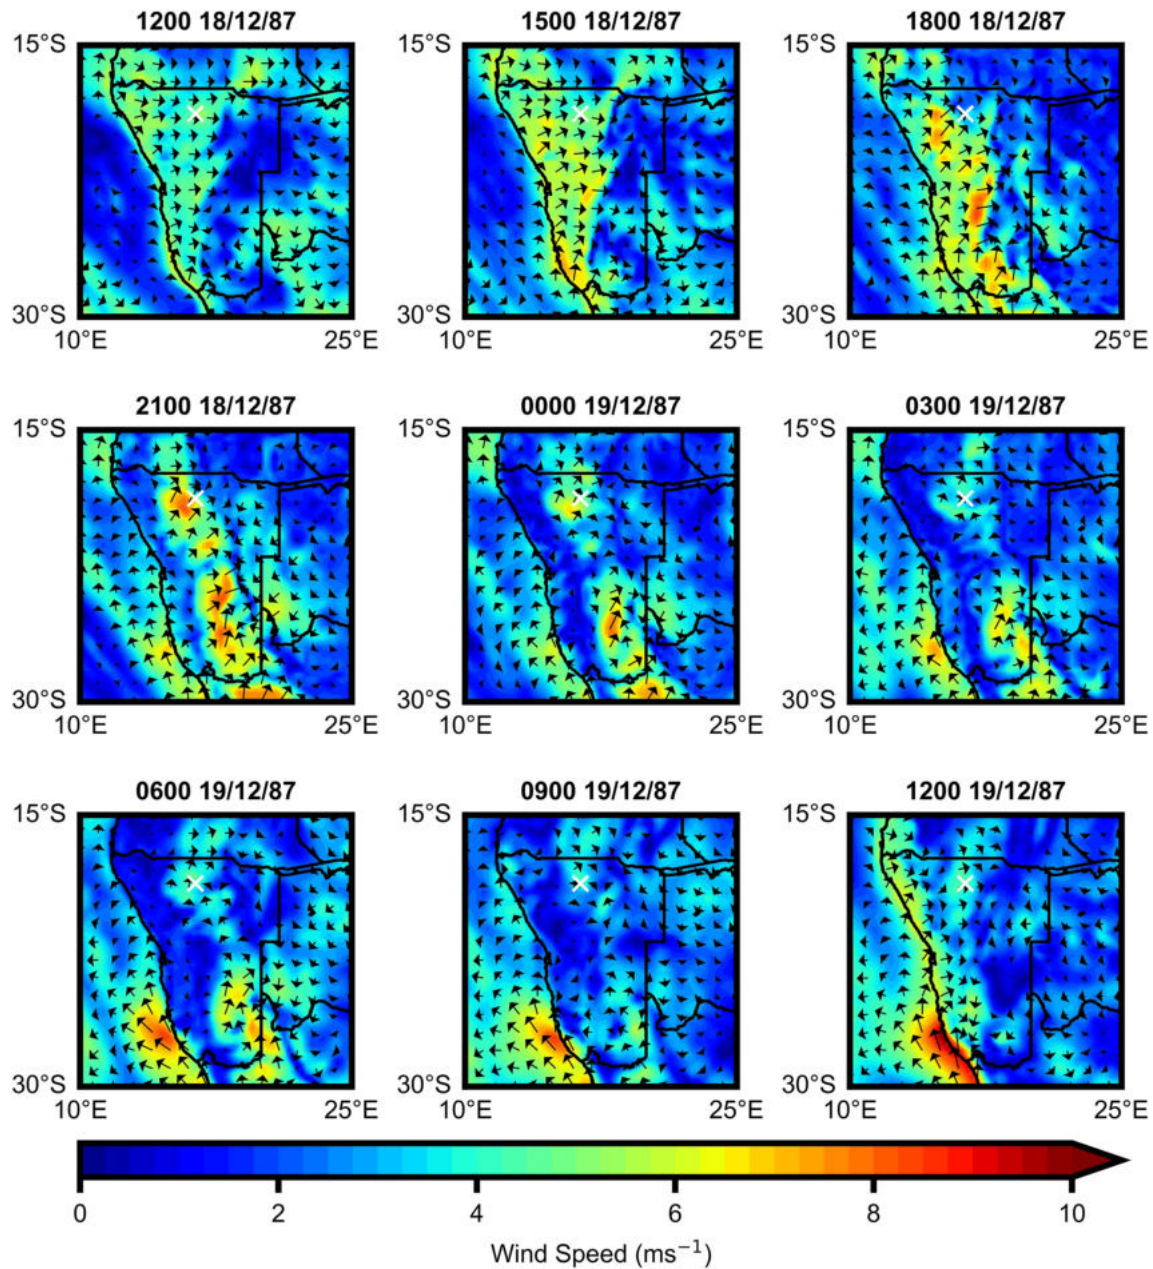 1200 18/12/87 1500 18/12/87 1800 18/12/87
15°S 15°S 15°S
30°S 30°S 30°S
10°E 25°E 10°E 25°E 10°E 25°E
2100 18/12/87 0000 19/12/87 0300 19/12/87
15°S 15°S 15°S
30°S 30°S 30°S
10°E 25°E 10°E 25°E 10°E 25°E
0600 19/12/87 0900 19/12/87 1200 19/12/87
15°S 15°S 15°S
30°S 30°S 30°S
10°E 25°E 10°E 25°E 10°E 25°E
0 2 4 6 8 10
Wind Speed (ms⁻¹)